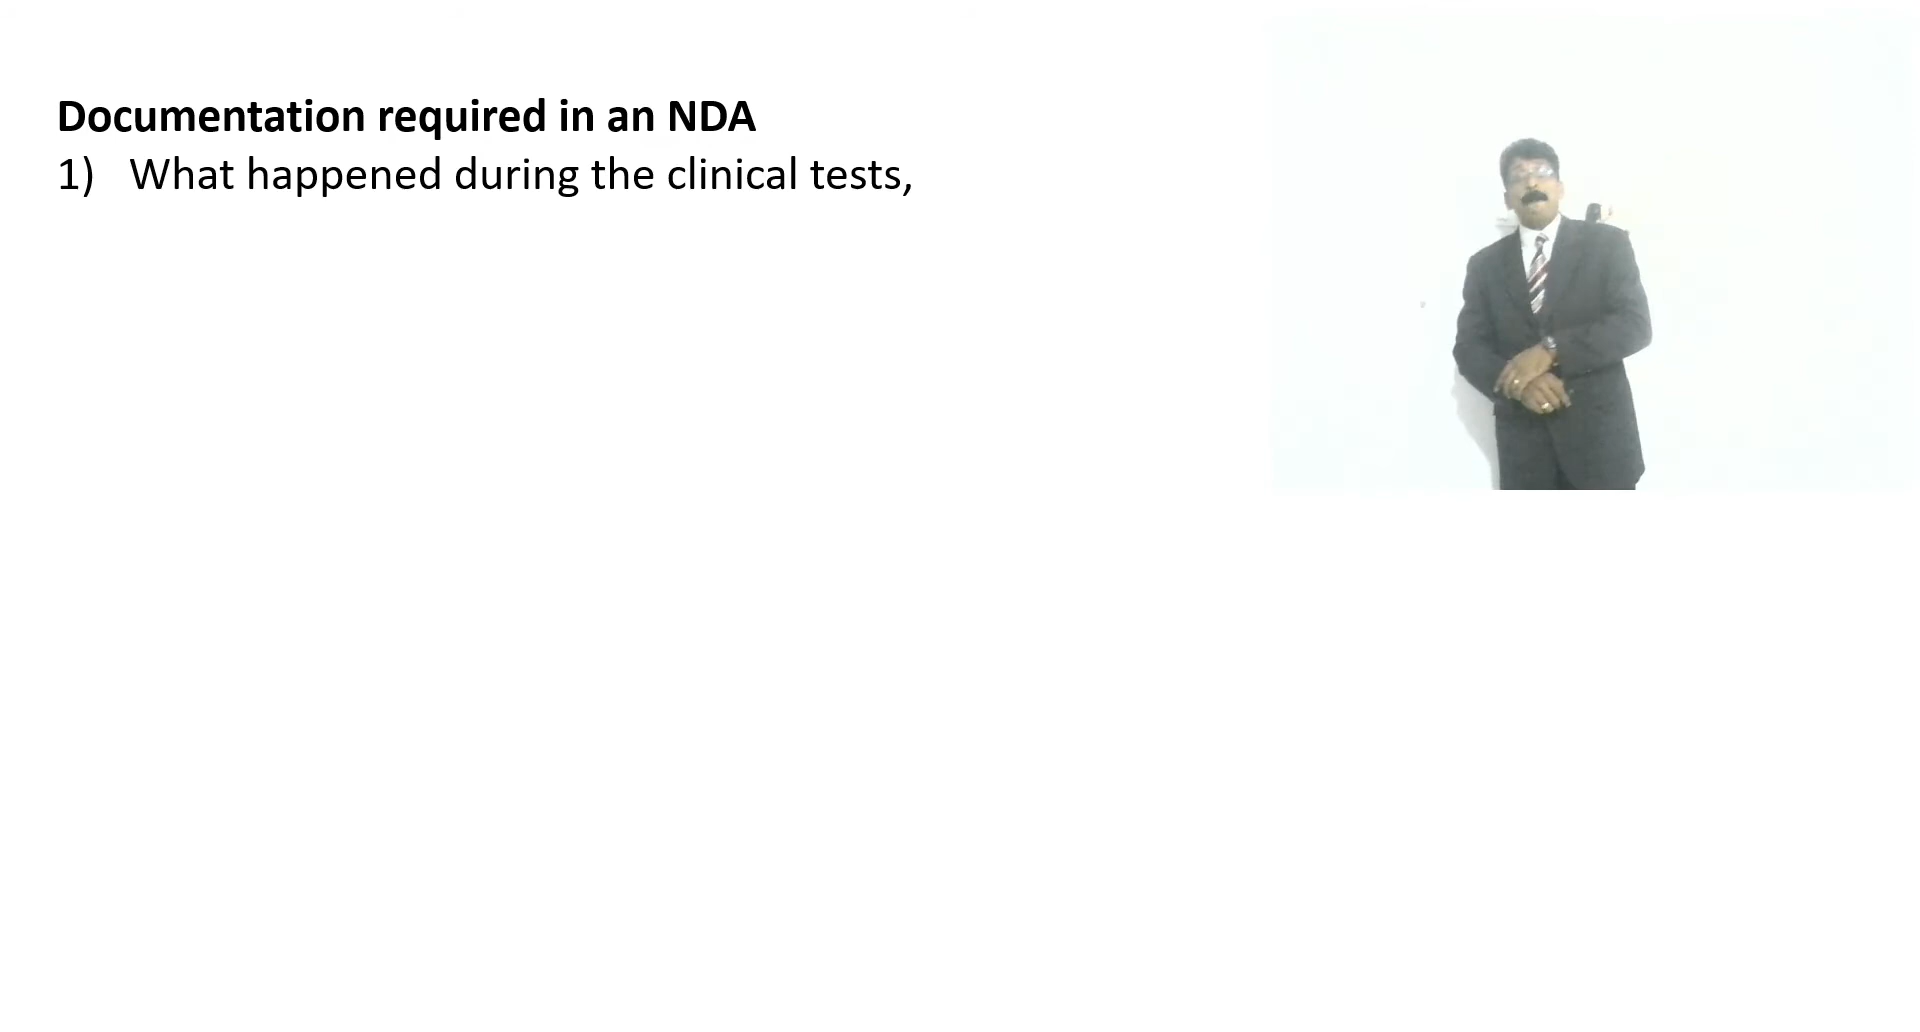 Documentation required in an NDA
1) What happened during the clinical tests,